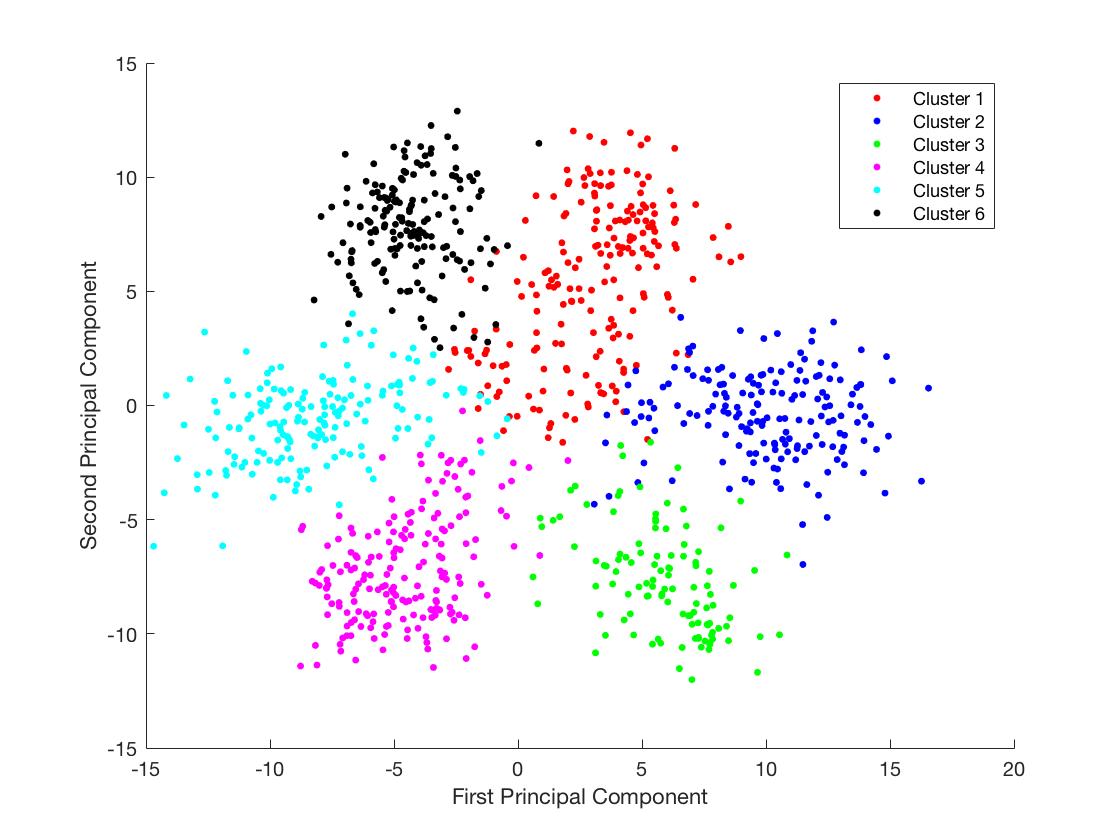 15
10
5
0
-5
-10
-15
-15
-10
-5
0
5
10
15
20
Second Principal Component
First Principal Component
Cluster 1
Cluster 2
Cluster 3
Cluster 4
Cluster 5
Cluster 6